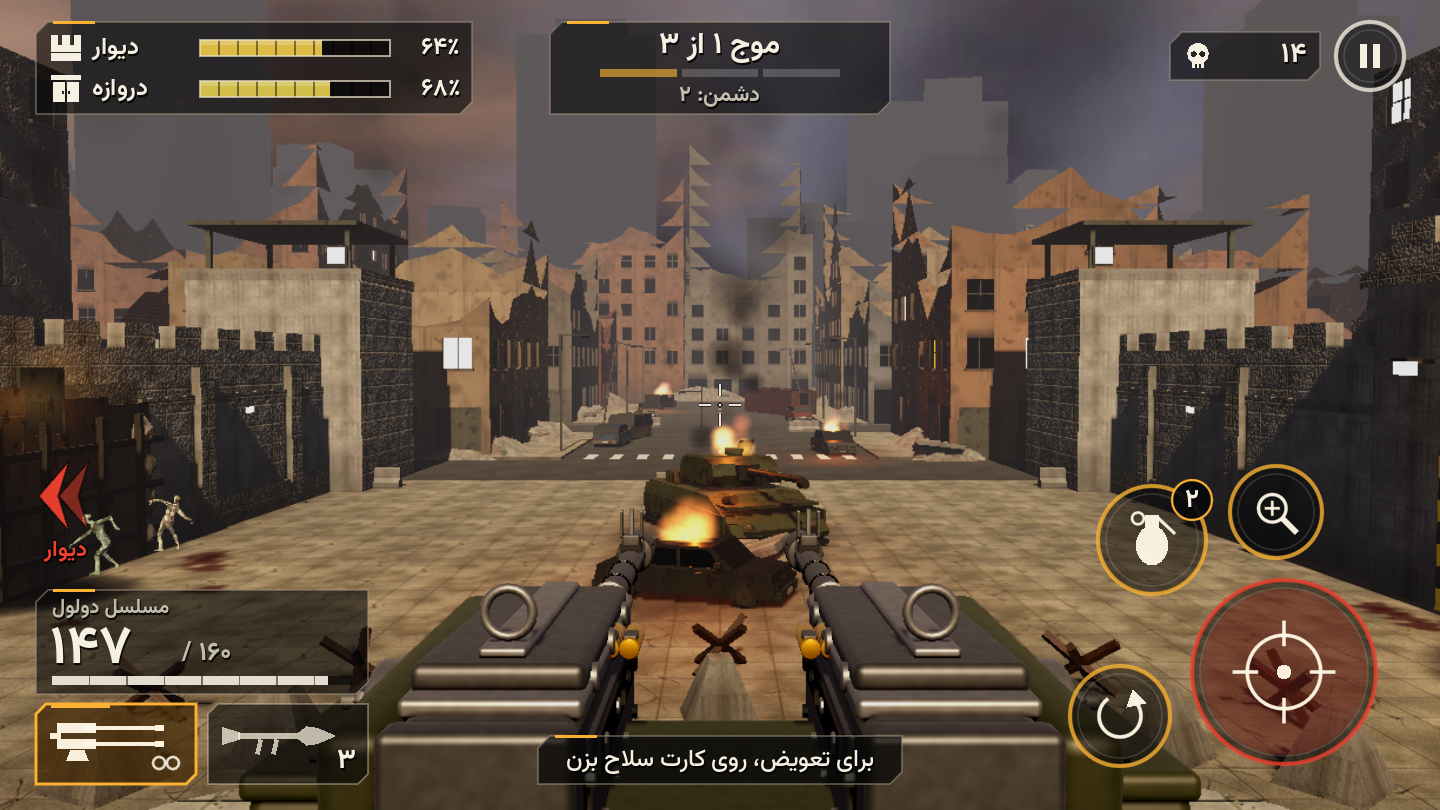 دیوار ۶۴٪
دروازه ۶۸٪
موج ۱ از ۳
دشمن: ۲
۱۴
۲
دیوار
مسلسل دولول
۱۴۷ / ۱۶۰
∞
۳
برای تعویض، روی کارت سلاح بزن